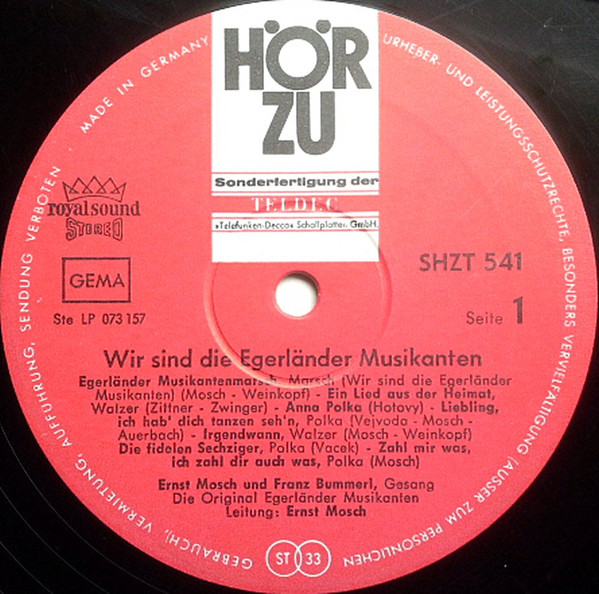 HÖR
ZU
Sonderfertigung der
TELDEC
»Telefunken-Decca« Schallplatten GmbH.
royalsound
STEREO
GEMA
Ste LP 073 157
SHZT 541
Seite 1
Wir sind die Egerländer Musikanten
Egerländer Musikantenmarsch, Marsch (Wir sind die Egerländer
Musikanten) (Mosch - Weinkopf) - Ein Lied aus der Heimat,
Walzer (Zittner - Zwinger) - Anna Polka (Hotovy) - Liebling,
ich hab' dich tanzen seh'n, Polka (Vejvoda - Mosch -
Auerbach) - Irgendwann, Walzer (Mosch - Weinkopf)
Die fidelen Sechziger, Polka (Vacek) - Zahl mir was,
ich zahl dir auch was, Polka (Mosch)
Ernst Mosch und Franz Bummerl, Gesang
Die Original Egerländer Musikanten
Leitung: Ernst Mosch
ST 33
MADE IN GERMANY
URHEBER- UND LEISTUNGSSCHUTZRECHTE, BESONDERS VERVIELFÄLTIGUNG (AUSSER ZUM PERSÖNLICHEN
GEBRAUCH), VERMIETUNG, AUFFÜHRUNG, SENDUNG VERBOTEN